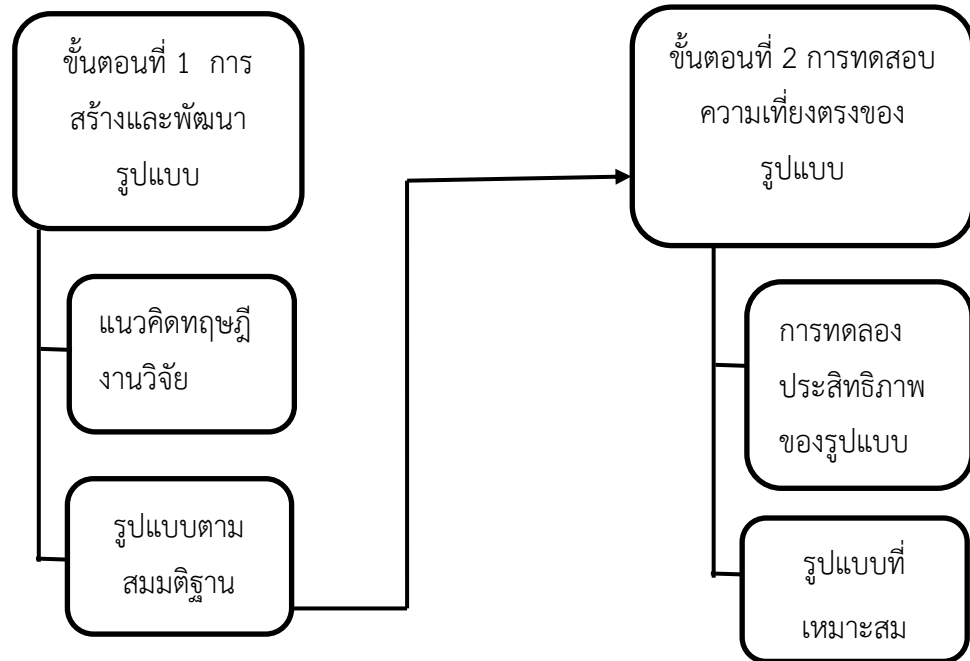 ขั้นตอนที่ 1 การ
สร้างและพัฒนา
รูปแบบ
แนวคิดทฤษฎี
งานวิจัย
รูปแบบตาม
สมมติฐาน
ขั้นตอนที่ 2 การทดสอบ
ความเที่ยงตรงของ
รูปแบบ
การทดลอง
ประสิทธิภาพ
ของรูปแบบ
รูปแบบที่
เหมาะสม